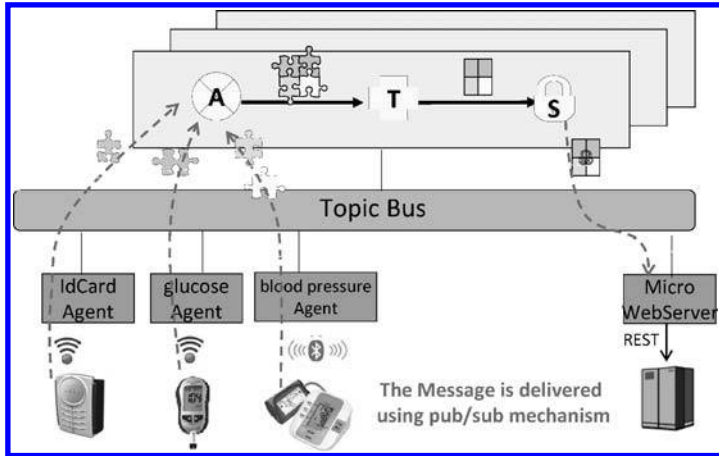 A
T
S
Topic Bus
IdCard
Agent
glucose
Agent
blood pressure
Agent
Micro
WebServer
REST
The Message is delivered
using pub/sub mechanism